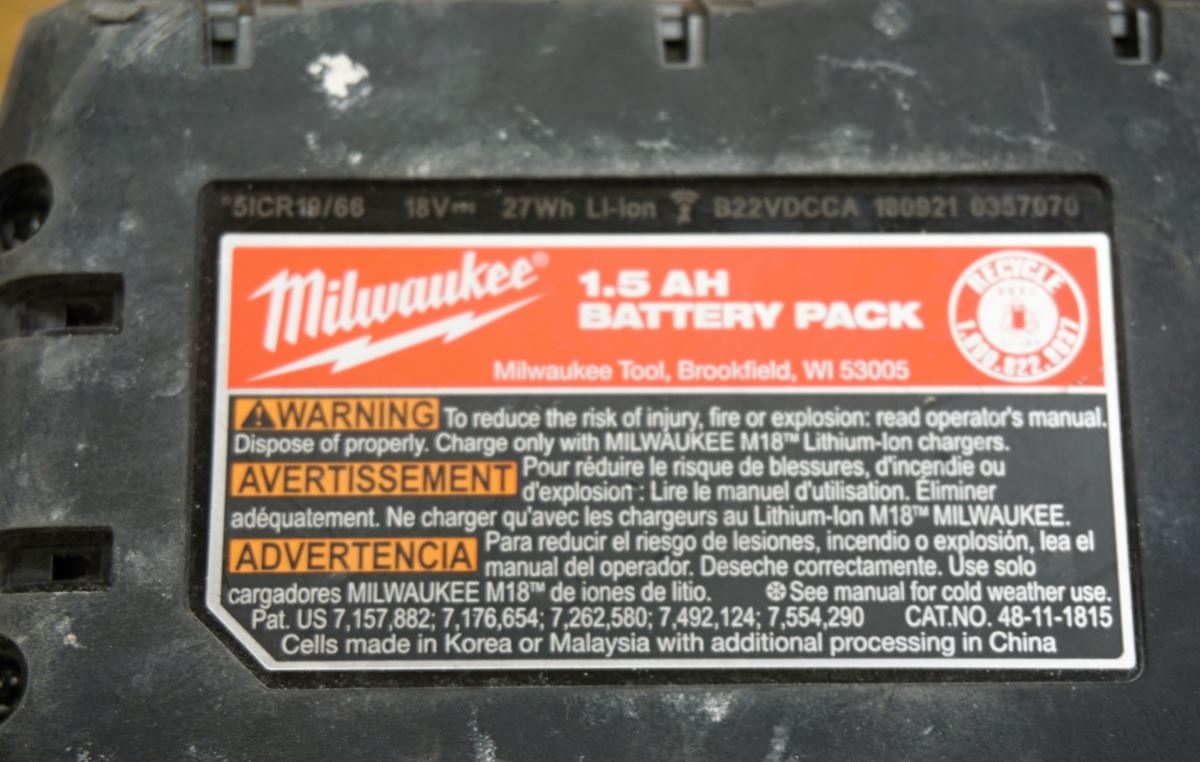 5ICR19/66 18V⎓ 27Wh Li-Ion B22VDCCA 180921 0357070
Milwaukee®
1.5 AH
BATTERY PACK
RECYCLE
1.800.822.8837
Milwaukee Tool, Brookfield, WI 53005
⚠WARNING To reduce the risk of injury, fire or explosion: read operator's manual.
Dispose of properly. Charge only with MILWAUKEE M18™ Lithium-Ion chargers.
AVERTISSEMENT Pour réduire le risque de blessures, d'incendie ou
d'explosion : Lire le manuel d'utilisation. Éliminer
adéquatement. Ne charger qu'avec les chargeurs au Lithium-Ion M18™ MILWAUKEE.
ADVERTENCIA Para reducir el riesgo de lesiones, incendio o explosión, lea el
manual del operador. Deseche correctamente. Use solo
cargadores MILWAUKEE M18™ de iones de litio. ❆ See manual for cold weather use.
Pat. US 7,157,882; 7,176,654; 7,262,580; 7,492,124; 7,554,290 CAT.NO. 48-11-1815
Cells made in Korea or Malaysia with additional processing in China